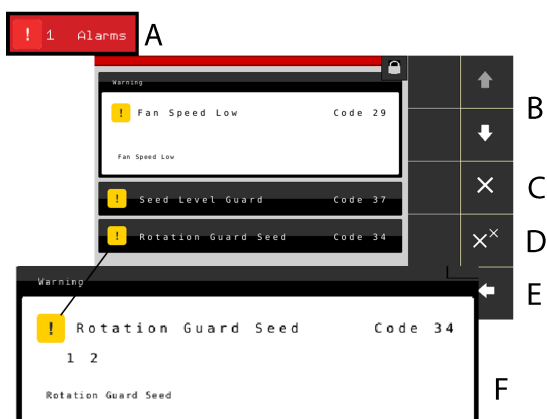 ! 1 Alarms A
Warning
! Fan Speed Low Code 29
Fan Speed Low
! Seed Level Guard Code 37
! Rotation Guard Seed Code 34
B
C
D
E
Warning
! Rotation Guard Seed Code 34
1 2
Rotation Guard Seed
F